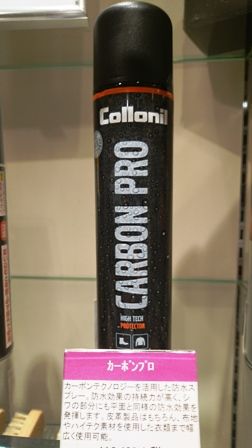 Collonil
CARBON PRO
HIGH TECH
PROTECTOR
カーボンプロ
カーボンテクノロジーを活用した防水ス
プレー。防水効果の持続力が高く、シ
ワの部分にも平面と同様の防水効果を
発揮します。皮革製品はもちろん、布地
やハイテク素材を使用した衣類まで幅
広く使用可能。